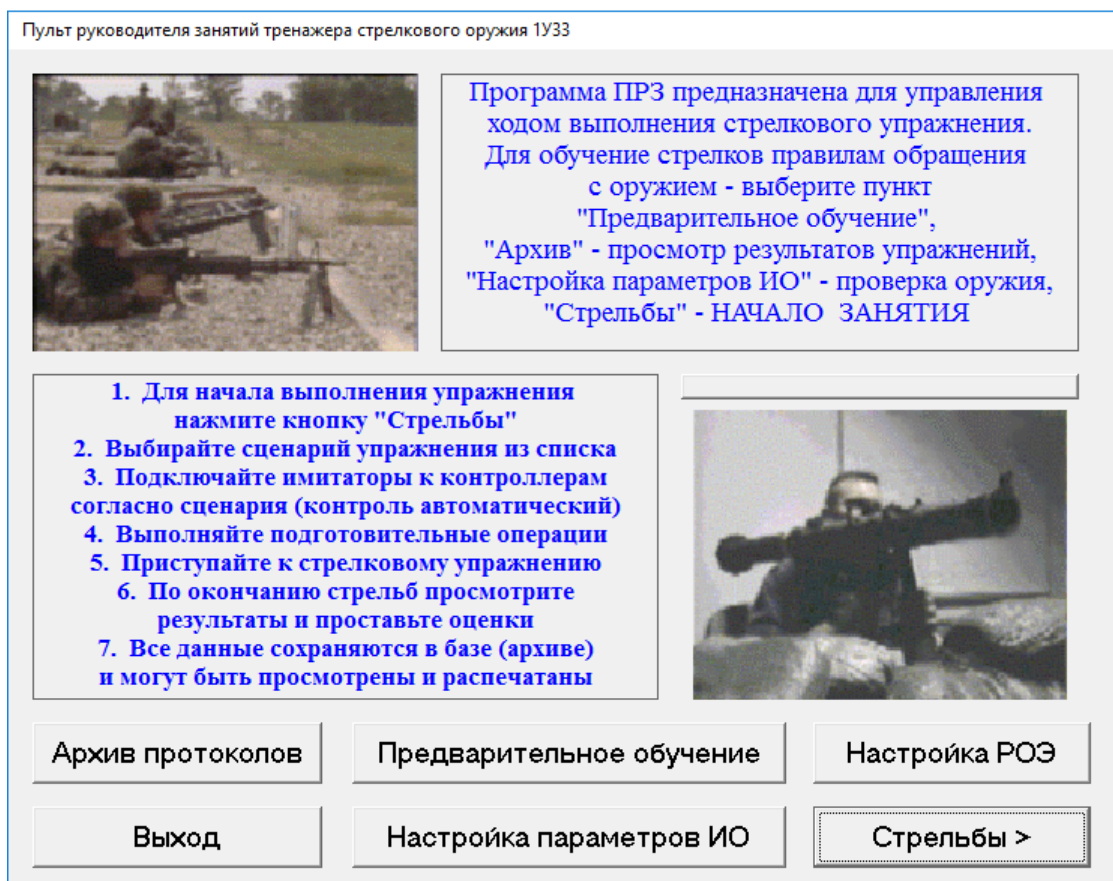 Пульт руководителя занятий тренажера стрелкового оружия 1У33
Программа ПРЗ предназначена для управления
ходом выполнения стрелкового упражнения.
Для обучение стрелков правилам обращения
с оружием - выберите пункт
"Предварительное обучение",
"Архив" - просмотр результатов упражнений,
"Настройка параметров ИО" - проверка оружия,
"Стрельбы" - НАЧАЛО ЗАНЯТИЯ
1. Для начала выполнения упражнения
нажмите кнопку "Стрельбы"
2. Выбирайте сценарий упражнения из списка
3. Подключайте имитаторы к контроллерам
согласно сценария (контроль автоматический)
4. Выполняйте подготовительные операции
5. Приступайте к стрелковому упражнению
6. По окончанию стрельб просмотрите
результаты и проставьте оценки
7. Все данные сохраняются в базе (архиве)
и могут быть просмотрены и распечатаны
Архив протоколов
Предварительное обучение
Настройка РОЭ
Выход
Настройка параметров ИО
Стрельбы >